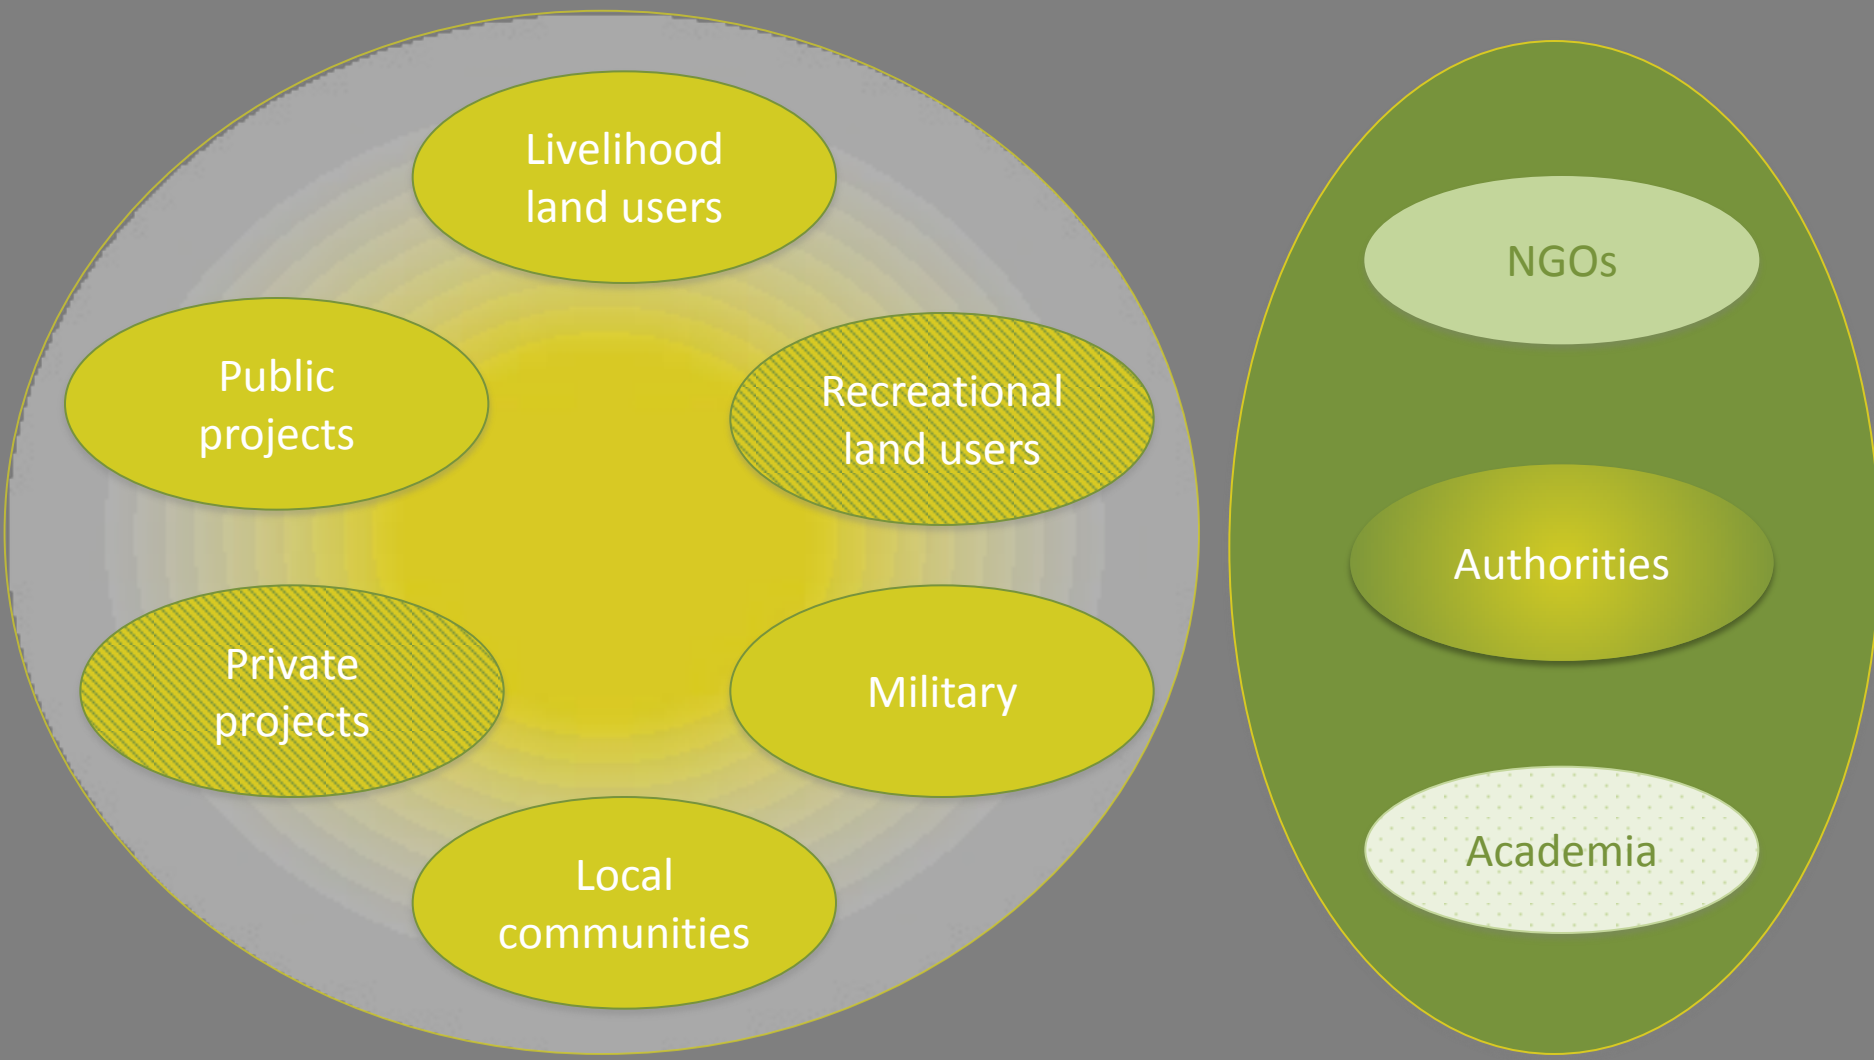 Livelihood
land users
Public
projects
Recreational
land users
Private
projects
Military
Local
communities
NGOs
Authorities
Academia